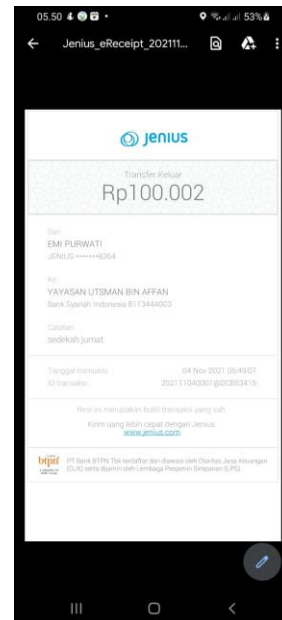 05.50
53%
Jenius_eReceipt_202111...
jenius
Transfer Keluar
Rp100.002
Dari
EMI PURWATI
JENIUS •••••••9364
Ke
YAYASAN UTSMAN BIN AFFAN
Bank Syariah Indonesia 8113444003
Catatan
sedekah jumat
Tanggal transaksi 04 Nov 2021 05:49:07
ID transaksi
Resi ini merupakan bukti transaksi yang sah
Kirim uang lebih cepat dengan Jenius
www.jenius.com
btpn PT Bank BTPN Tbk terdaftar dan diawasi oleh Otoritas Jasa Keuangan
(OJK) serta dijamin oleh Lembaga Penjamin Simpanan (LPS)